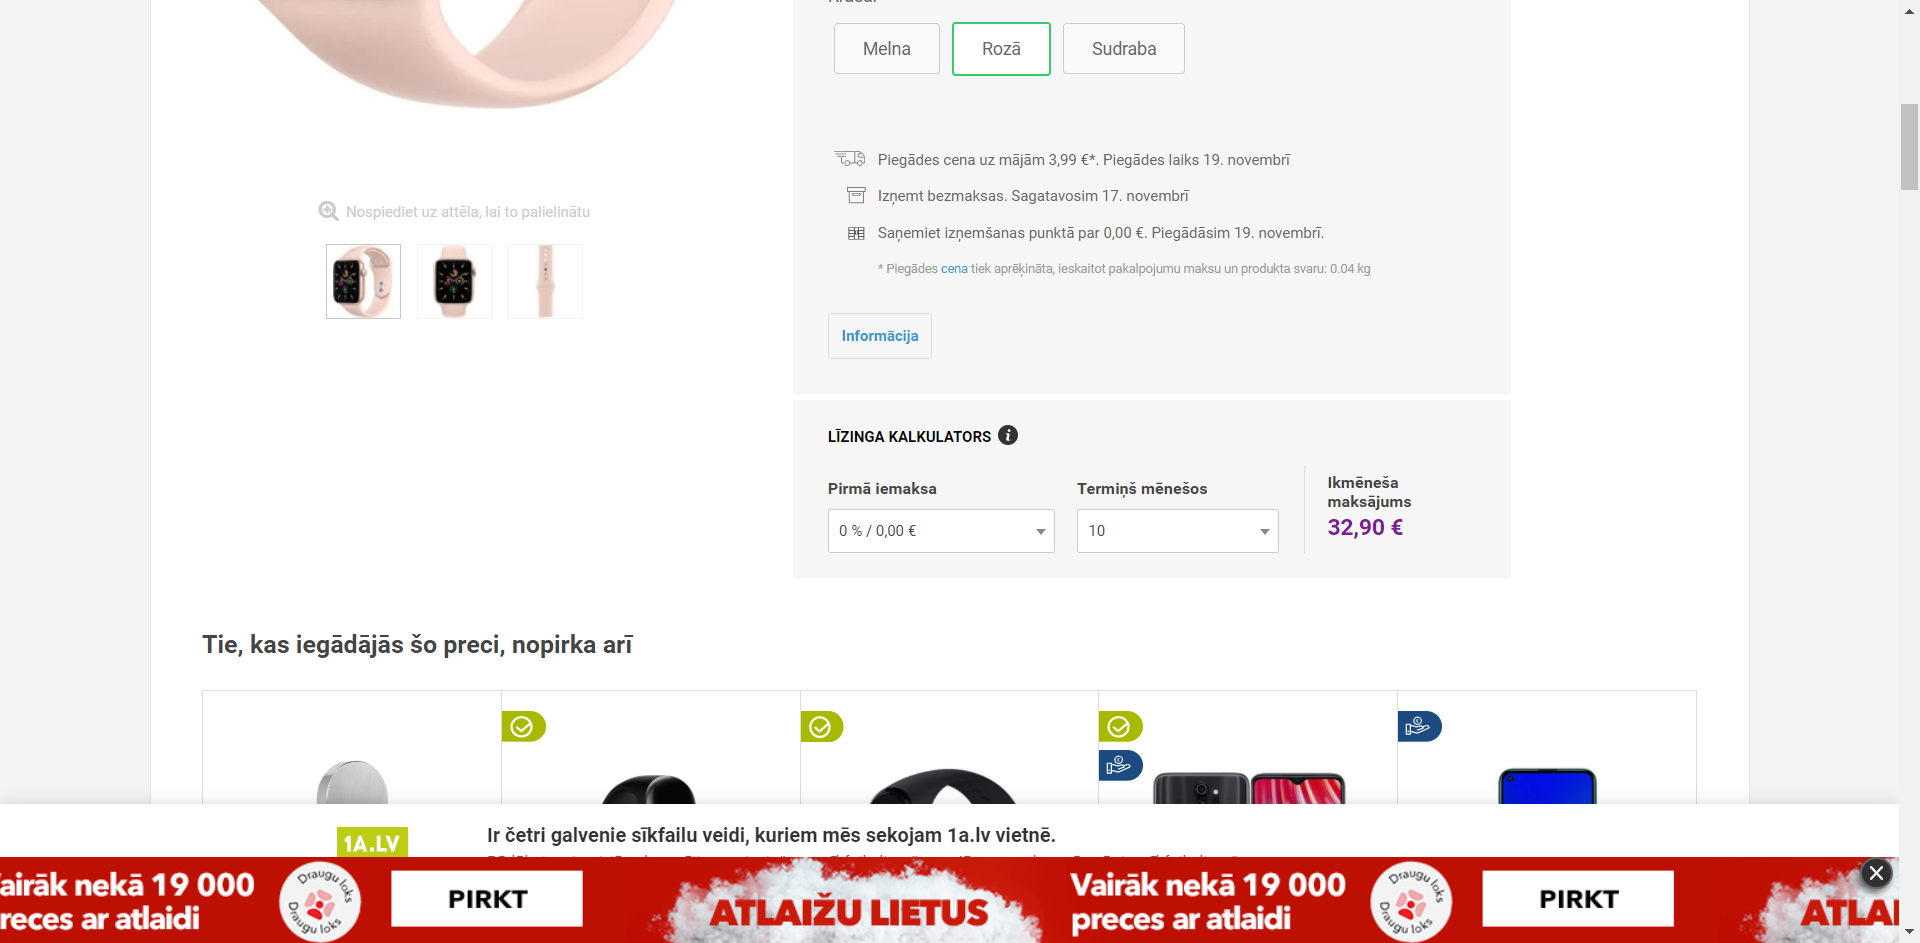 Melna
Rozā
Sudraba
Piegādes cena uz mājām 3,99 €*. Piegādes laiks 19. novembrī
Izņemt bezmaksas. Sagatavosim 17. novembrī
Saņemiet izņemšanas punktā par 0,00 €. Piegādāsim 19. novembrī.
* Piegādes cena tiek aprēķināta, ieskaitot pakalpojumu maksu un produkta svaru: 0.04 kg
Informācija
Nospiediet uz attēla, lai to palielinātu
LĪZINGA KALKULATORS
Pirmā iemaksa
0 % / 0,00 €
Termiņš mēnešos
10
Ikmēneša
maksājums
32,90 €
Tie, kas iegādājās šo preci, nopirka arī
1A.LV
Ir četri galvenie sīkfailu veidi, kuriem mēs sekojam 1a.lv vietnē.
airāk nekā 19 000
reces ar atlaidi
Draugu loks
Draugu loks
PIRKT
ATLAIŽU LIETUS
Vairāk nekā 19 000
preces ar atlaidi
Draugu loks
Draugu loks
PIRKT
ATLAI